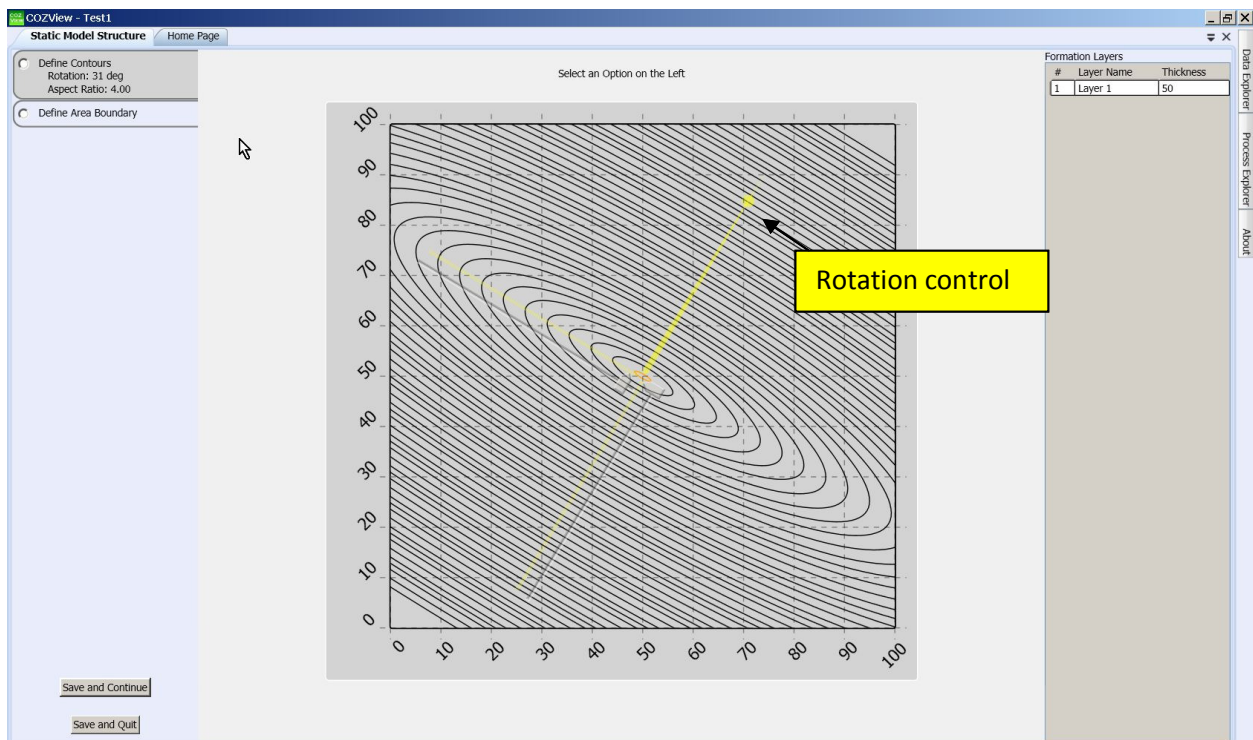 COZ View
COZView - Test1
Static Model Structure
Home Page
Define Contours
Rotation: 31 deg
Aspect Ratio: 4.00
Define Area Boundary
Select an Option on the Left
Formation Layers
# Layer Name Thickness
1 Layer 1 50
Data Explorer
Process Explorer
About
100
90
80
70
60
50
40
30
20
10
0
0 10 20 30 40 50 60 70 80 90 100
Rotation control
Save and Continue
Save and Quit